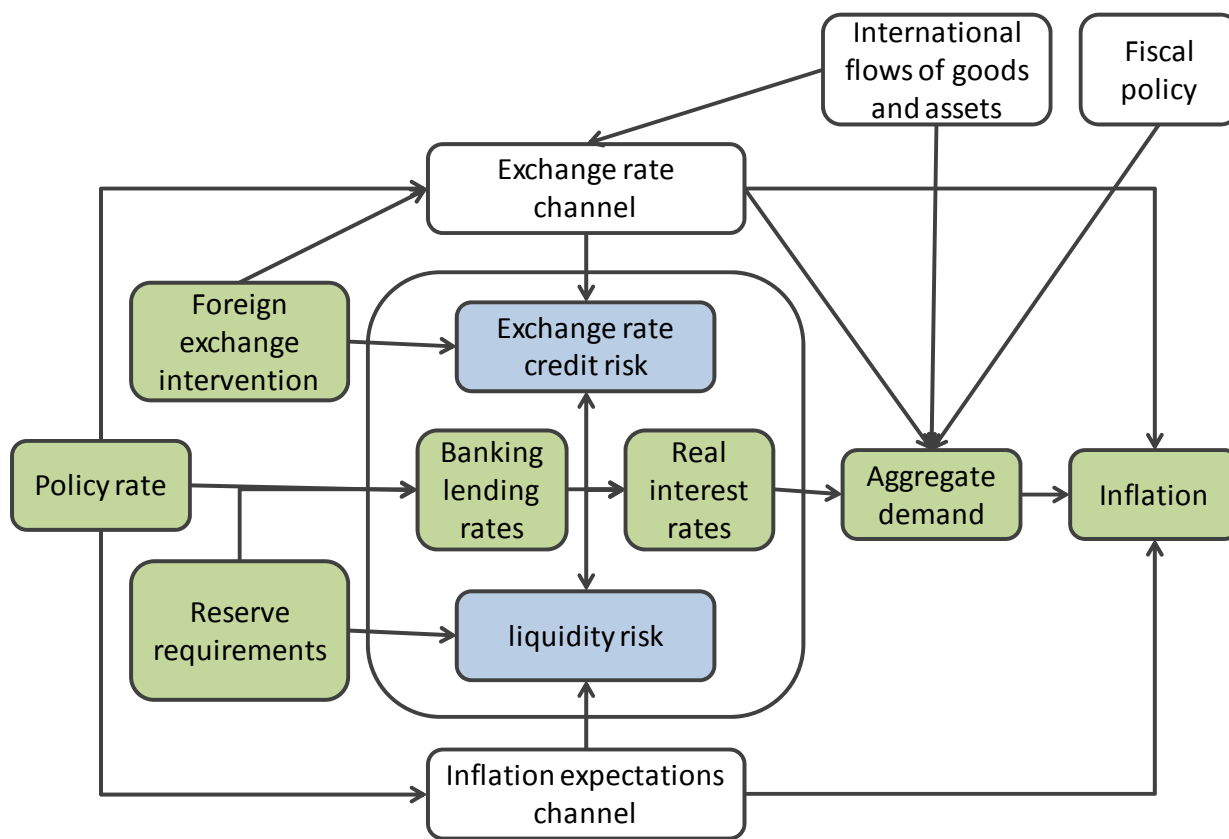 International
flows of goods
and assets
Fiscal
policy
Exchange rate
channel
Foreign
exchange
intervention
Exchange rate
credit risk
Policy rate
Banking
lending
rates
Real
interest
rates
Aggregate
demand
Inflation
Reserve
requirements
liquidity risk
Inflation expectations
channel